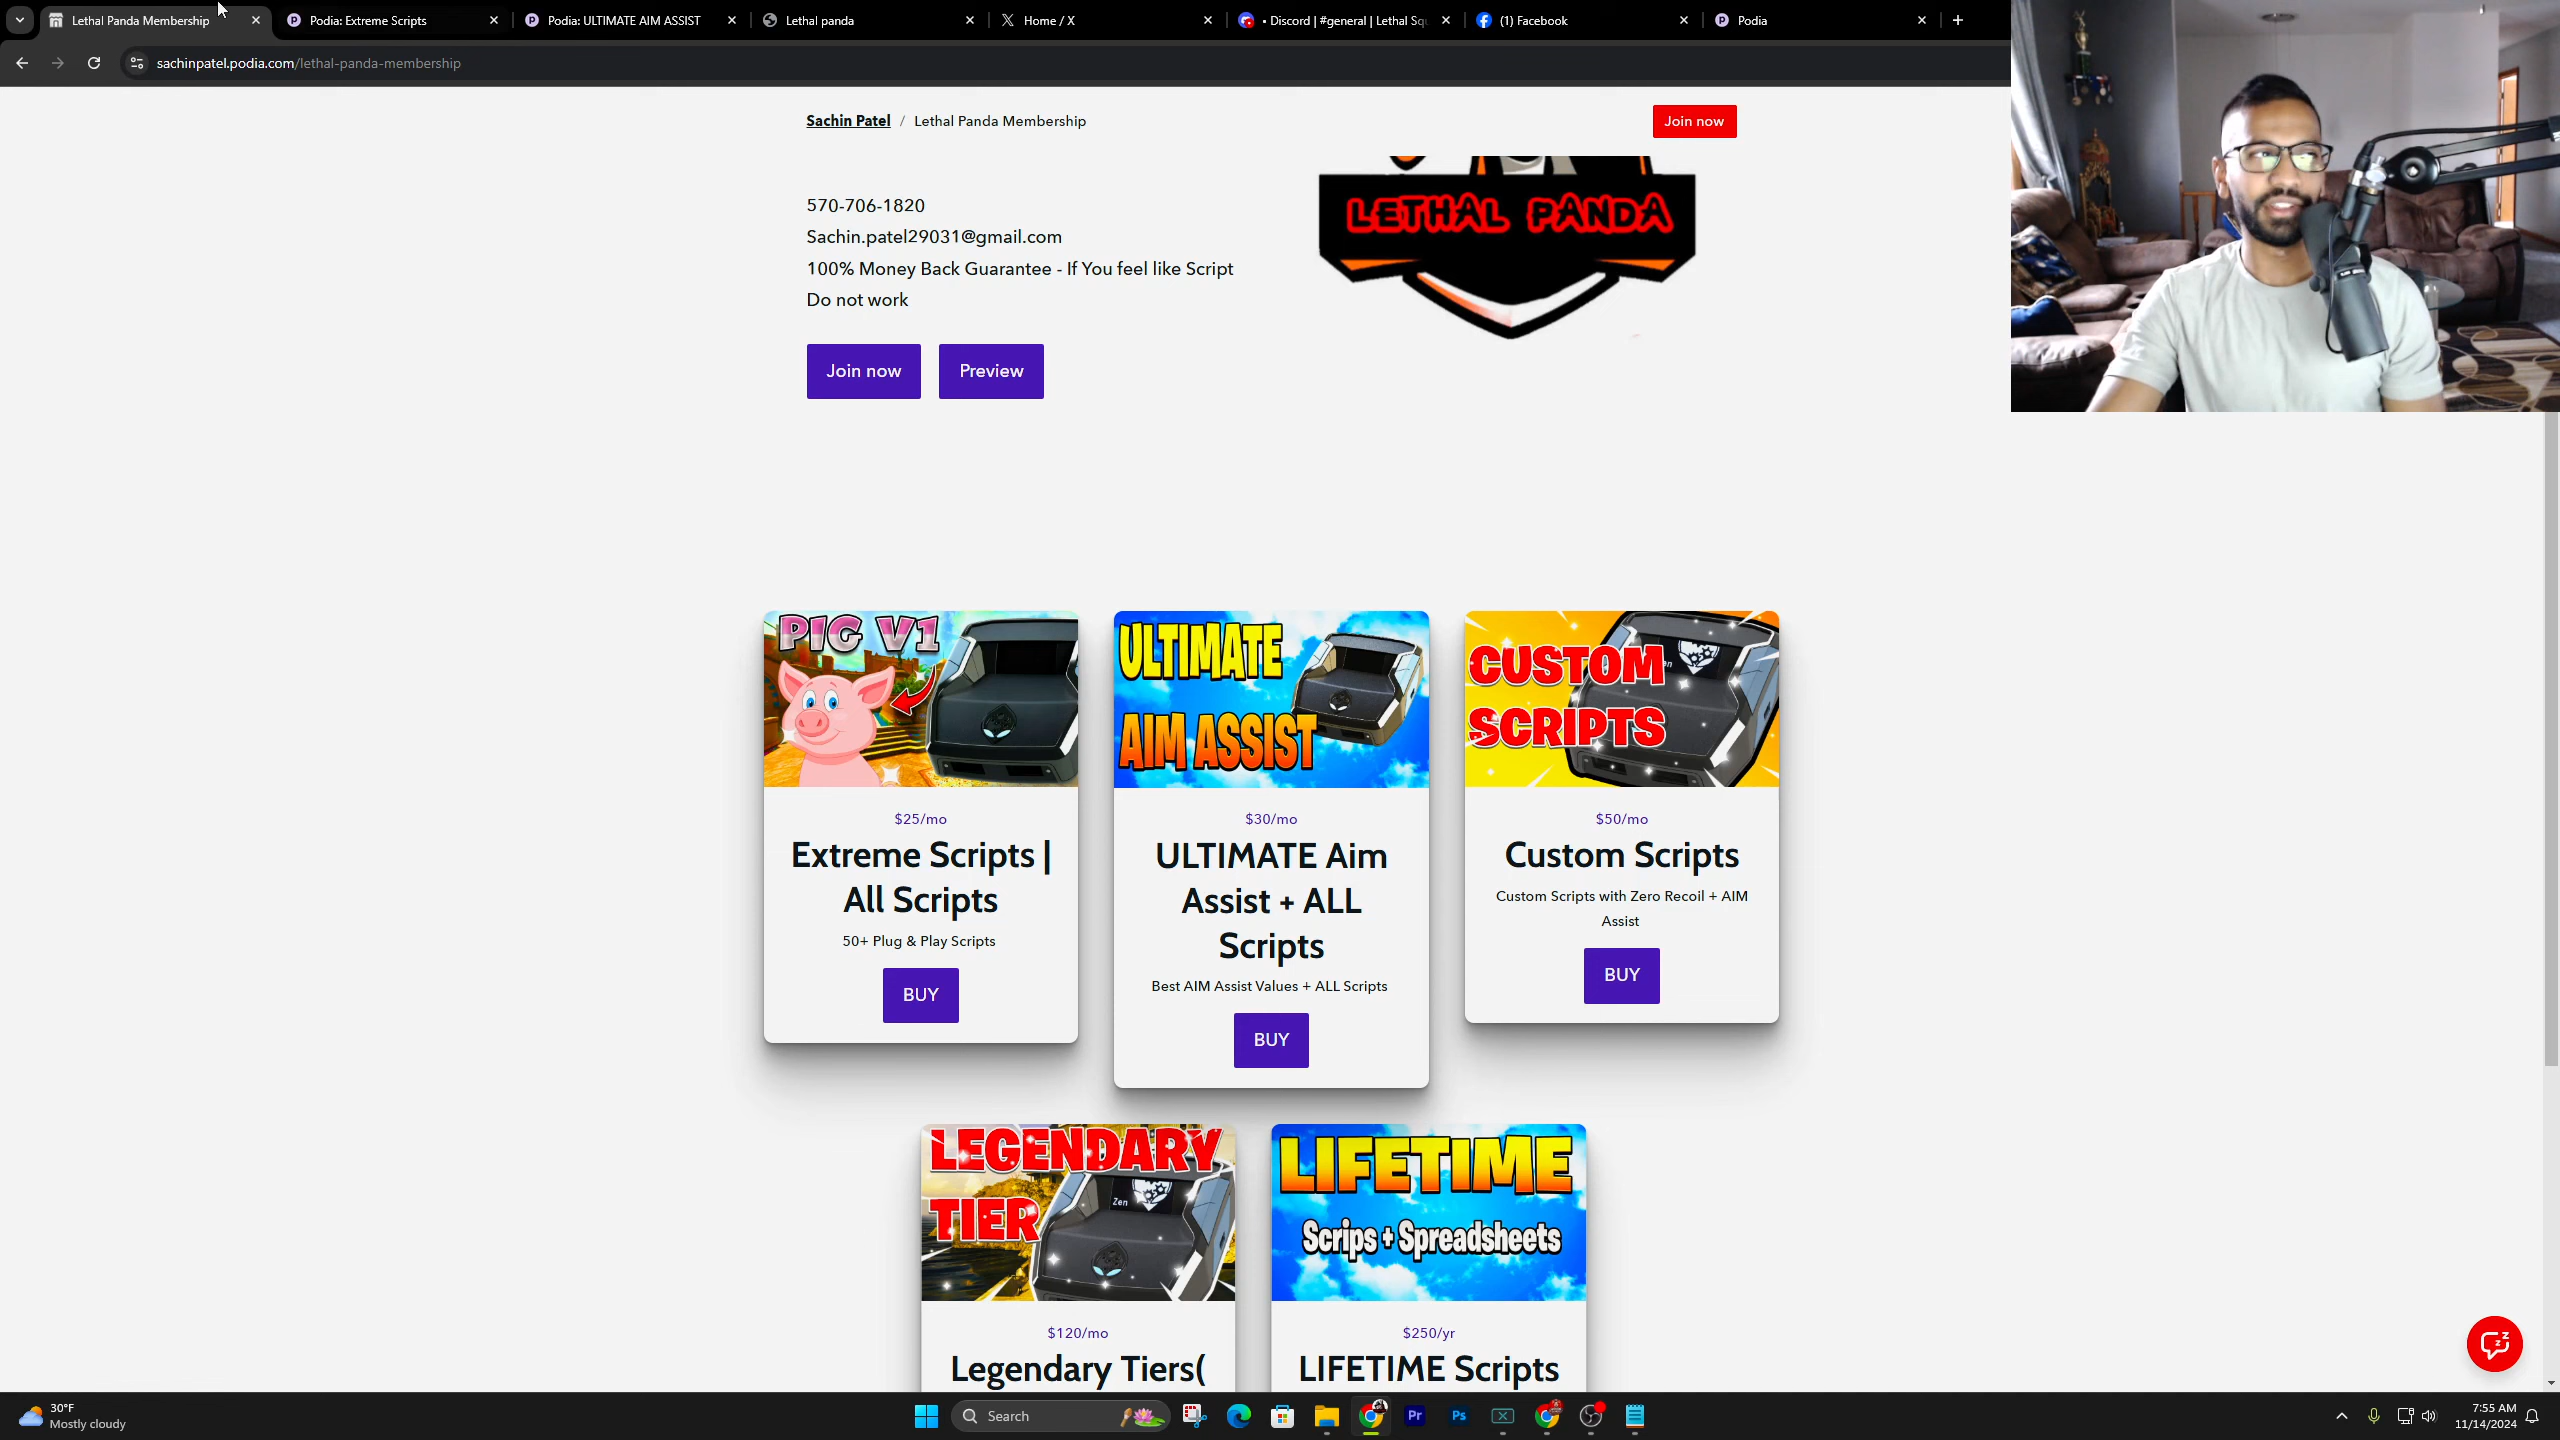 Lethal Panda Membership
Podia: Extreme Scripts
Podia: ULTIMATE AIM ASSIST
Lethal panda
Home / X
• Discord | #general | Lethal Squ
(1) Facebook
Podia
sachinpatel.podia.com/lethal-panda-membership
Sachin Patel / Lethal Panda Membership
Join now
LETHAL PANDA
570-706-1820
Sachin.patel29031@gmail.com
100% Money Back Guarantee - If You feel like Script
Do not work
Join now
Preview
PIG V1
$25/mo
Extreme Scripts |
All Scripts
50+ Plug & Play Scripts
BUY
ULTIMATE
AIM ASSIST
$30/mo
ULTIMATE Aim
Assist + ALL
Scripts
Best AIM Assist Values + ALL Scripts
BUY
CUSTOM
SCRIPTS
$50/mo
Custom Scripts
Custom Scripts with Zero Recoil + AIM
Assist
BUY
LEGENDARY
TIER
Zen
$120/mo
Legendary Tiers(
LIFETIME
Scrips + Spreadsheets
$250/yr
LIFETIME Scripts
30°F
Mostly cloudy
Search
Pr
Ps
7:55 AM
11/14/2024